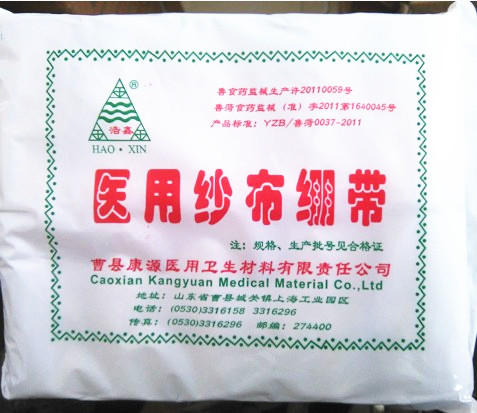 ®
浩鑫
HAO·XIN
鲁食药监械生产许20110059号
鲁菏食药监械（准）字2011第1640045号
产品标准：YZB/鲁菏0037-2011
医用纱布绷带
注：规格、生产批号见合格证
曹县康源医用卫生材料有限责任公司
Caoxian Kangyuan Medical Material Co.,Ltd
地址：山东省曹县城关镇上海工业园区
电话：(0530)3316158 3316296
传真：(0530)3316296 邮编：274400